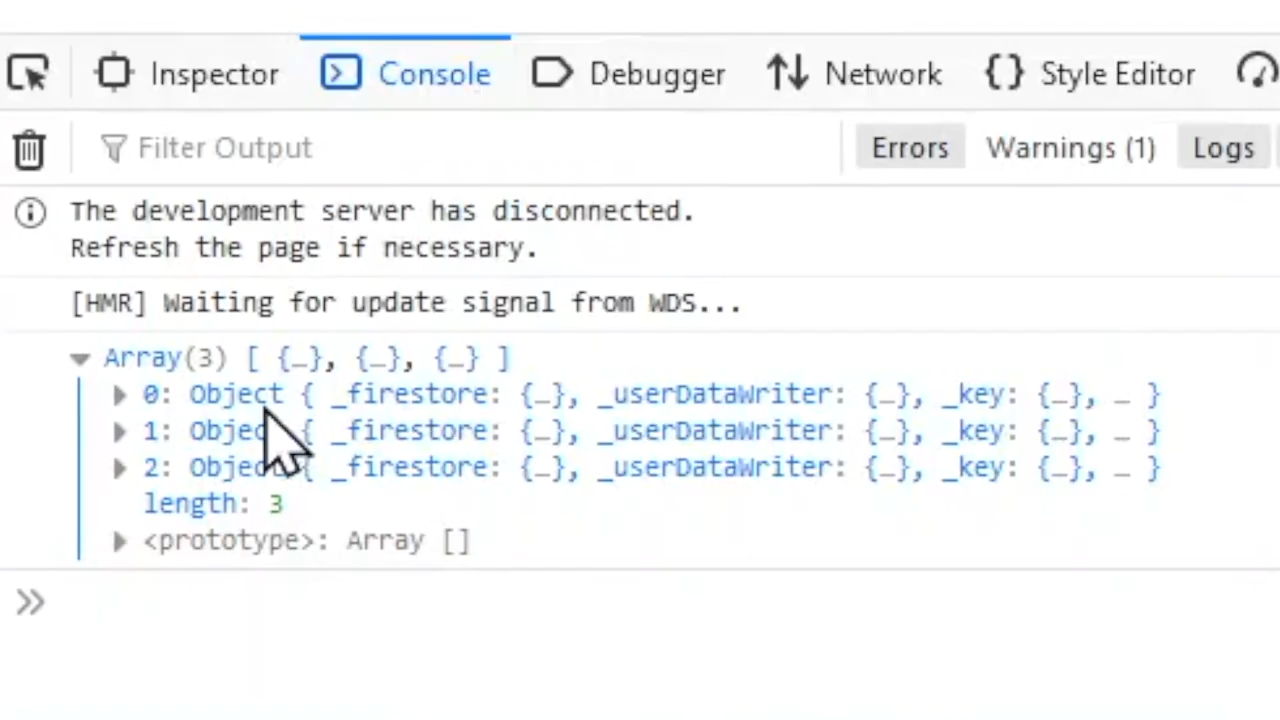 Inspector Console Debugger Network Style Editor
Filter Output Errors Warnings (1) Logs
The development server has disconnected.
Refresh the page if necessary.
[HMR] Waiting for update signal from WDS...
Array(3) [ {…}, {…}, {…} ]
0: Object { _firestore: {…}, _userDataWriter: {…}, _key: {…}, … }
1: Object { _firestore: {…}, _userDataWriter: {…}, _key: {…}, … }
2: Object { _firestore: {…}, _userDataWriter: {…}, _key: {…}, … }
length: 3
<prototype>: Array []